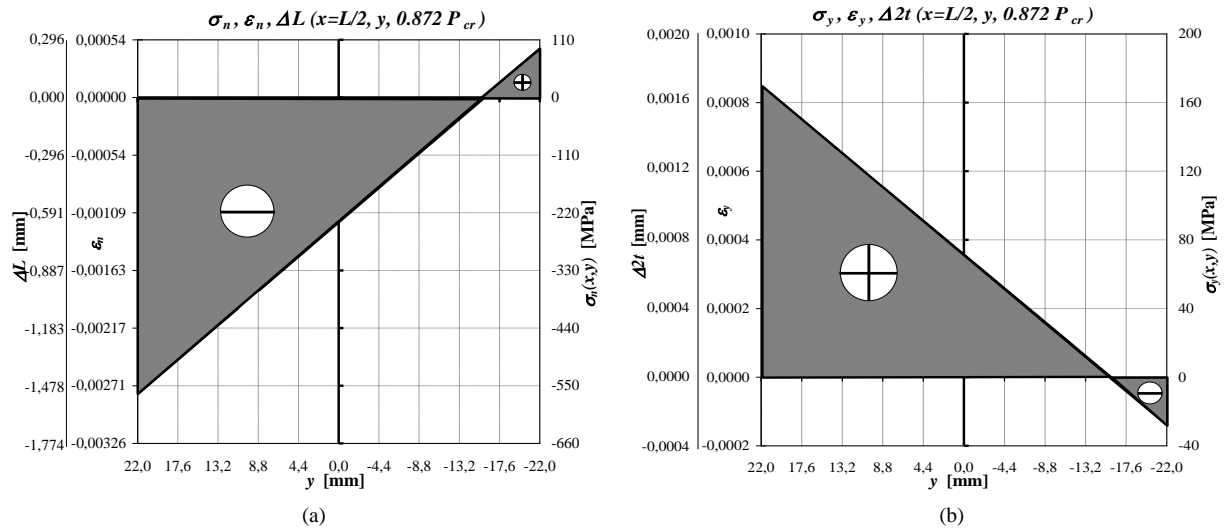 σn , εn , ΔL ( x=L/2, y, 0.872 P cr )
0,296 0,00054 110
0,000 0,00000 0
-0,296 -0,00054 -110
-0,591 -0,00109 -220
-0,887 -0,00163 -330
-1,183 -0,00217 -440
-1,478 -0,00271 -550
-1,774 -0,00326 -660
ΔL [mm]
εn
σn(x,y) [MPa]
22,0 17,6 13,2 8,8 4,4 0,0 -4,4 -8,8 -13,2 -17,6 -22,0
y [mm]
(a)
σy , εy , Δ2t ( x=L/2, y, 0.872 P cr )
0,0020 0,0010 200
0,0016 0,0008 160
0,0012 0,0006 120
0,0008 0,0004 80
0,0004 0,0002 40
0,0000 0,0000 0
-0,0004 -0,0002 -40
Δ2t [mm]
εy
σy(x,y) [MPa]
22,0 17,6 13,2 8,8 4,4 0,0 -4,4 -8,8 -13,2 -17,6 -22,0
y [mm]
(b)